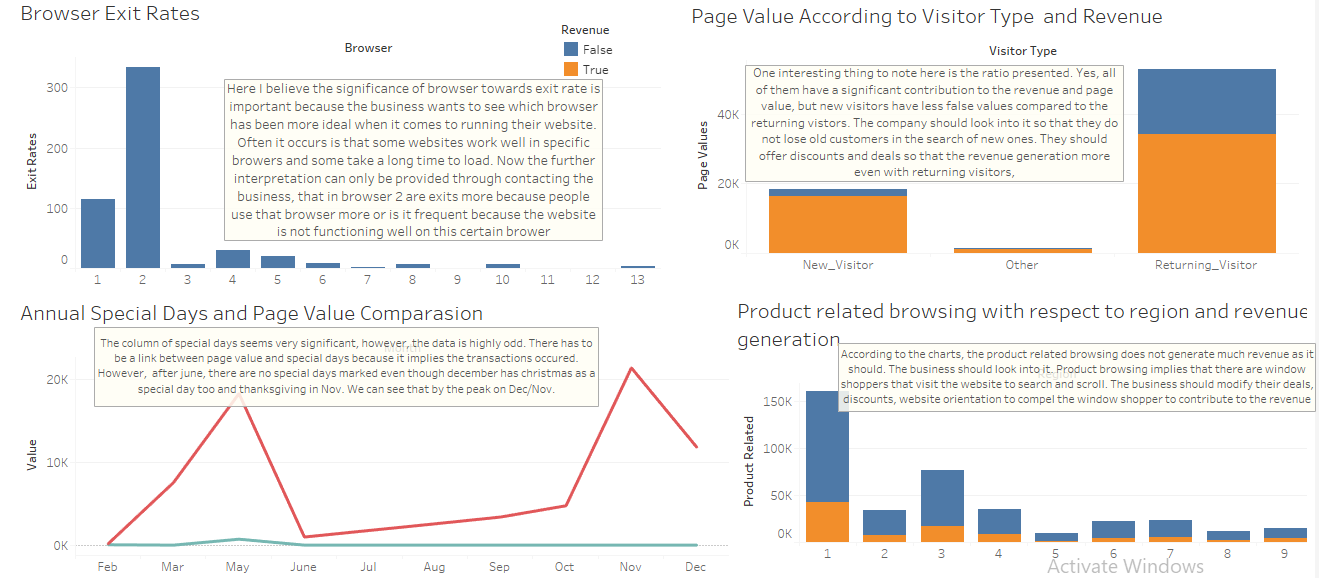 Browser Exit Rates
Revenue
False
True
Browser
Exit Rates
300
200
100
0
Here I believe the significance of browser towards exit rate is
important because the business wants to see which browser
has been more ideal when it comes to running their website.
Often it occurs is that some websites work well in specific
browers and some take a long time to load. Now the further
interpretation can only be provided through contacting the
business, that in browser 2 are exits more because people
use that browser more or is it frequent because the website
is not functioning well on this certain brower
1 2 3 4 5 6 7 8 9 10 11 12 13
Page Value According to Visitor Type and Revenue
Visitor Type
Page Values
40K
20K
0K
One interesting thing to note here is the ratio presented. Yes, all
of them have a significant contribution to the revenue and page
value, but new visitors have less false values compared to the
returning vistors. The company should look into it so that they do
not lose old customers in the search of new ones. They should
offer discounts and deals so that the revenue generation more
even with returning visitors,
New_Visitor Other Returning_Visitor
Annual Special Days and Page Value Comparasion
Value
20K
10K
0K
The column of special days seems very significant, however, the data is highly odd. There has to
be a link between page value and special days because it implies the transactions occured.
However, after june, there are no special days marked even though december has christmas as a
special day too and thanksgiving in Nov. We can see that by the peak on Dec/Nov.
Feb Mar May June Jul Aug Sep Oct Nov Dec
Product related browsing with respect to region and revenue
generation
Product Related
150K
100K
50K
0K
According to the charts, the product related browsing does not generate much revenue as it
should. The business should look into it. Product browsing implies that there are window
shoppers that visit the website to search and scroll. The business should modify their deals,
discounts, website orientation to compel the window shopper to contribute to the revenue
1 2 3 4 5 6 7 8 9
Activate Windows